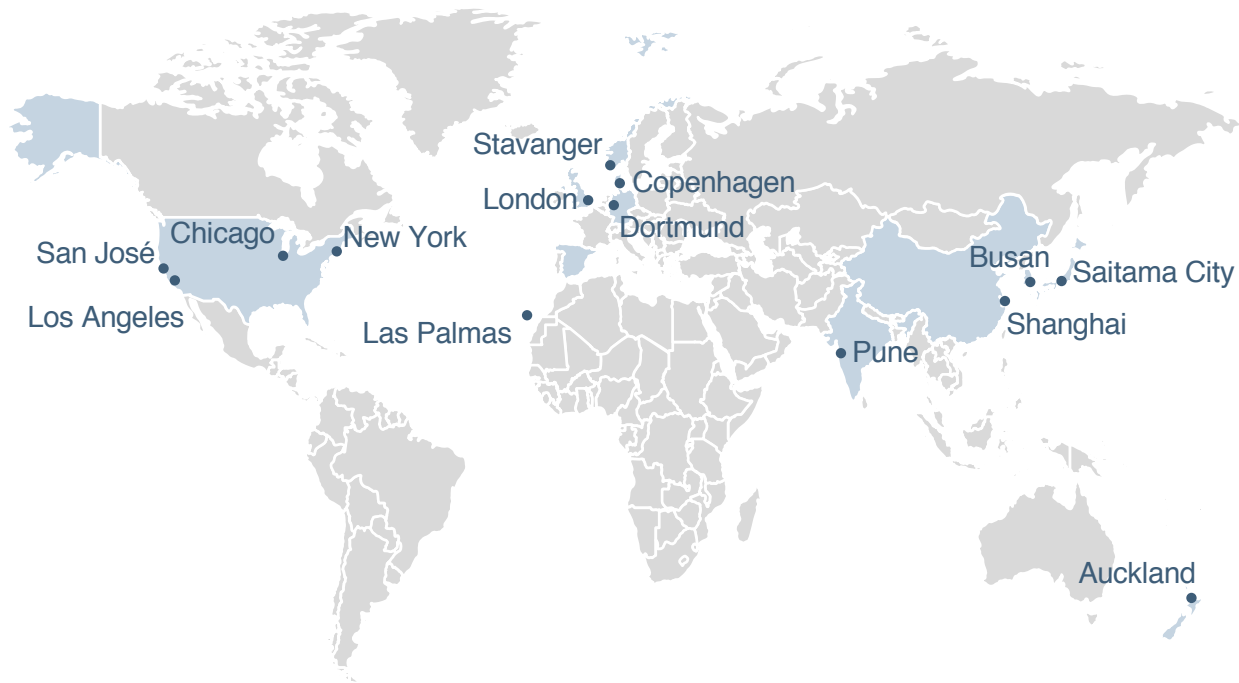 Stavanger
Copenhagen
London
Dortmund
Chicago
New York
San José
Los Angeles
Las Palmas
Busan
Saitama City
Shanghai
Pune
Auckland